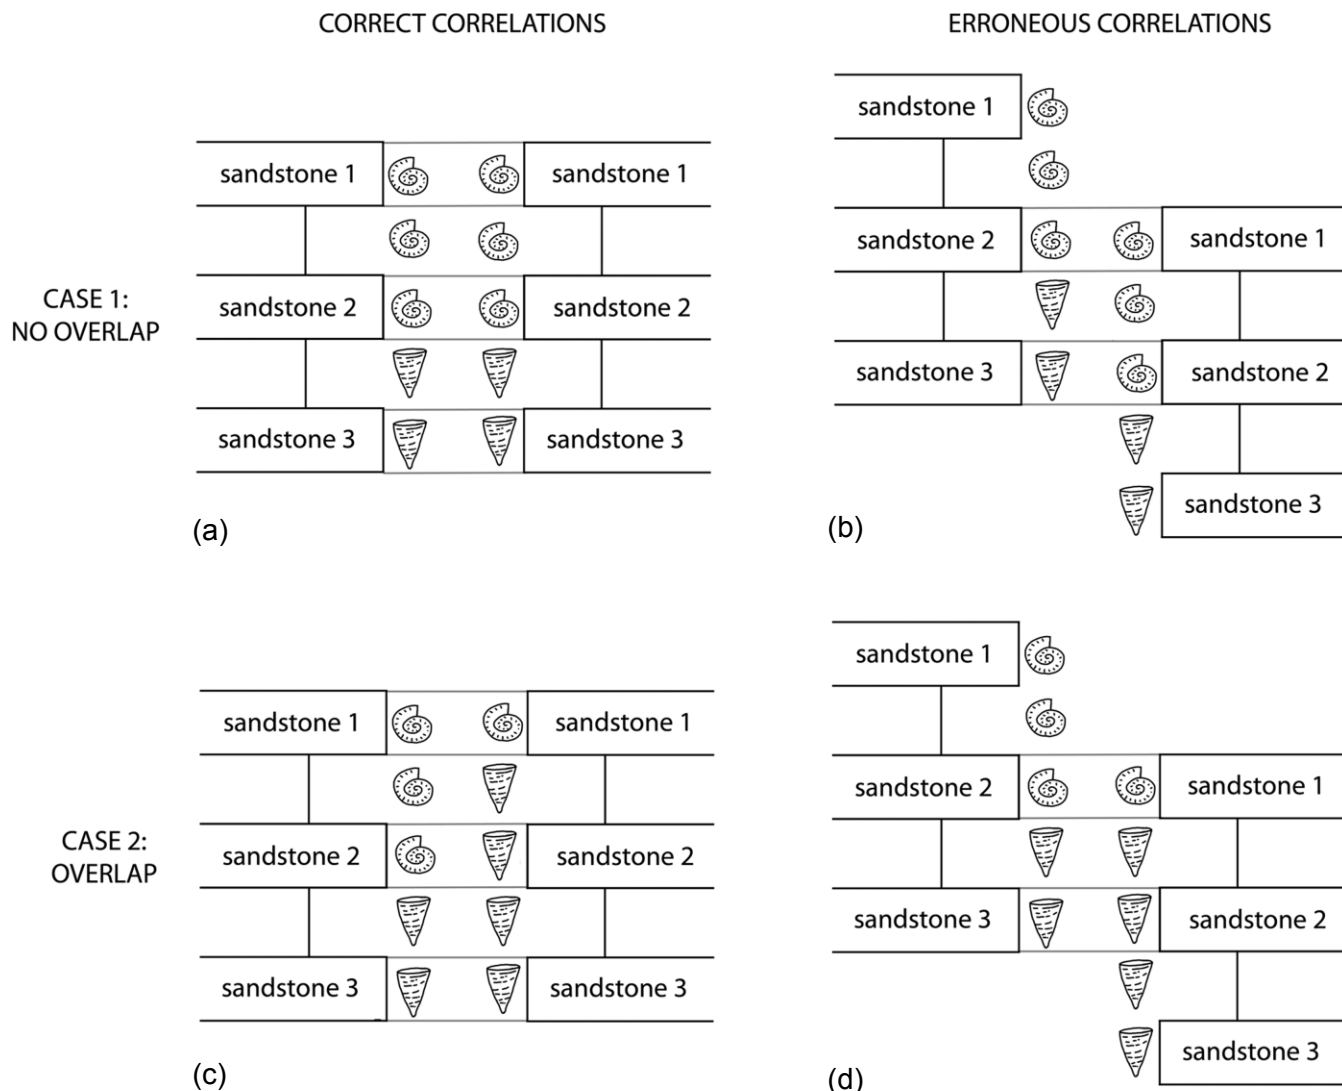 CORRECT CORRELATIONS
ERRONEOUS CORRELATIONS
CASE 1:
NO OVERLAP
sandstone 1
sandstone 1
sandstone 2
sandstone 2
sandstone 3
sandstone 3
(a)
sandstone 1
sandstone 2
sandstone 1
sandstone 3
sandstone 2
sandstone 3
(b)
CASE 2:
OVERLAP
sandstone 1
sandstone 1
sandstone 2
sandstone 2
sandstone 3
sandstone 3
(c)
sandstone 1
sandstone 2
sandstone 1
sandstone 3
sandstone 2
sandstone 3
(d)